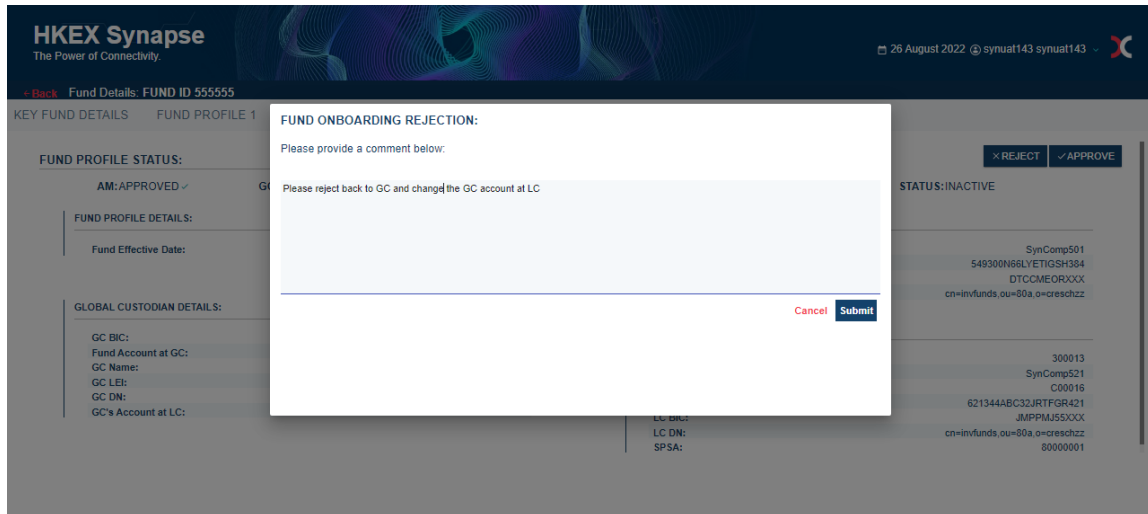 HKEX Synapse
The Power of Connectivity.
26 August 2022 synuat143 synuat143
←Back Fund Details: FUND ID 555555
KEY FUND DETAILS FUND PROFILE 1
FUND ONBOARDING REJECTION:
Please provide a comment below:
Please reject back to GC and change the GC account at LC
Cancel Submit
FUND PROFILE STATUS:
×REJECT ✓APPROVE
AM:APPROVED✓
STATUS:INACTIVE
FUND PROFILE DETAILS:
Fund Effective Date:
SynComp501
549300N66LYETIGSH384
DTCCMEORXXX
cn=invfunds,ou=80a,o=creschzz
GLOBAL CUSTODIAN DETAILS:
GC BIC:
Fund Account at GC:
GC Name:
GC LEI:
GC DN:
GC's Account at LC:
300013
SynComp521
C00016
621344ABC32JRTFGR421
LC BIC: JMPPMJ55XXX
LC DN: cn=invfunds,ou=80a,o=creschzz
SPSA: 80000001